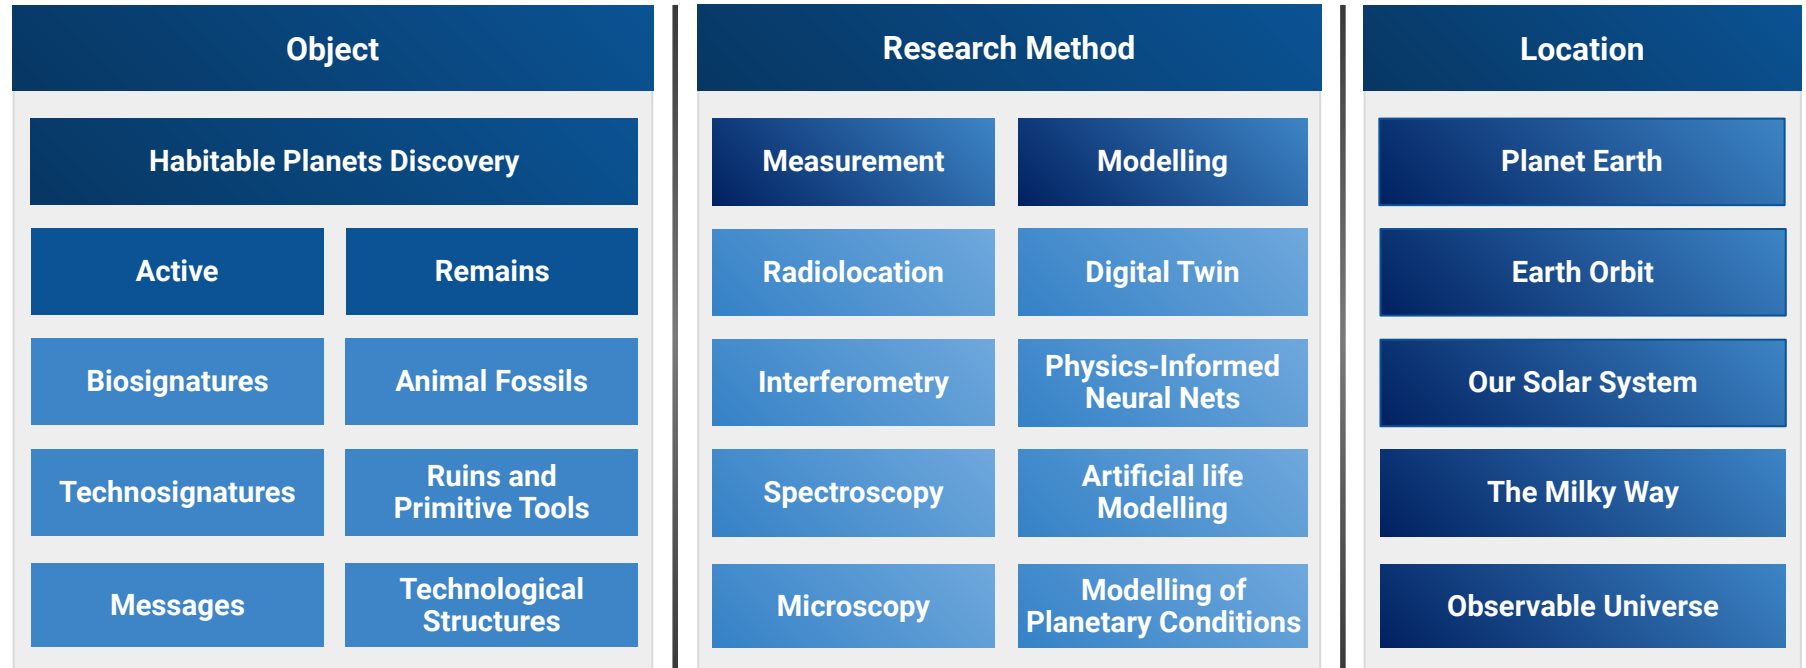 Object
Habitable Planets Discovery
Active
Remains
Biosignatures
Animal Fossils
Technosignatures
Ruins and
Primitive Tools
Messages
Technological
Structures
Research Method
Measurement
Modelling
Radiolocation
Digital Twin
Interferometry
Physics-Informed
Neural Nets
Spectroscopy
Artificial life
Modelling
Microscopy
Modelling of
Planetary Conditions
Location
Planet Earth
Earth Orbit
Our Solar System
The Milky Way
Observable Universe